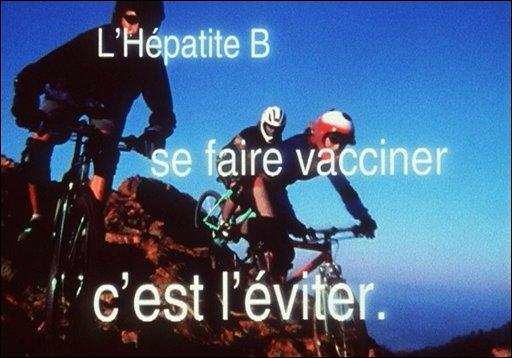 L'Hépatite B
se faire vacciner
c'est l'éviter.